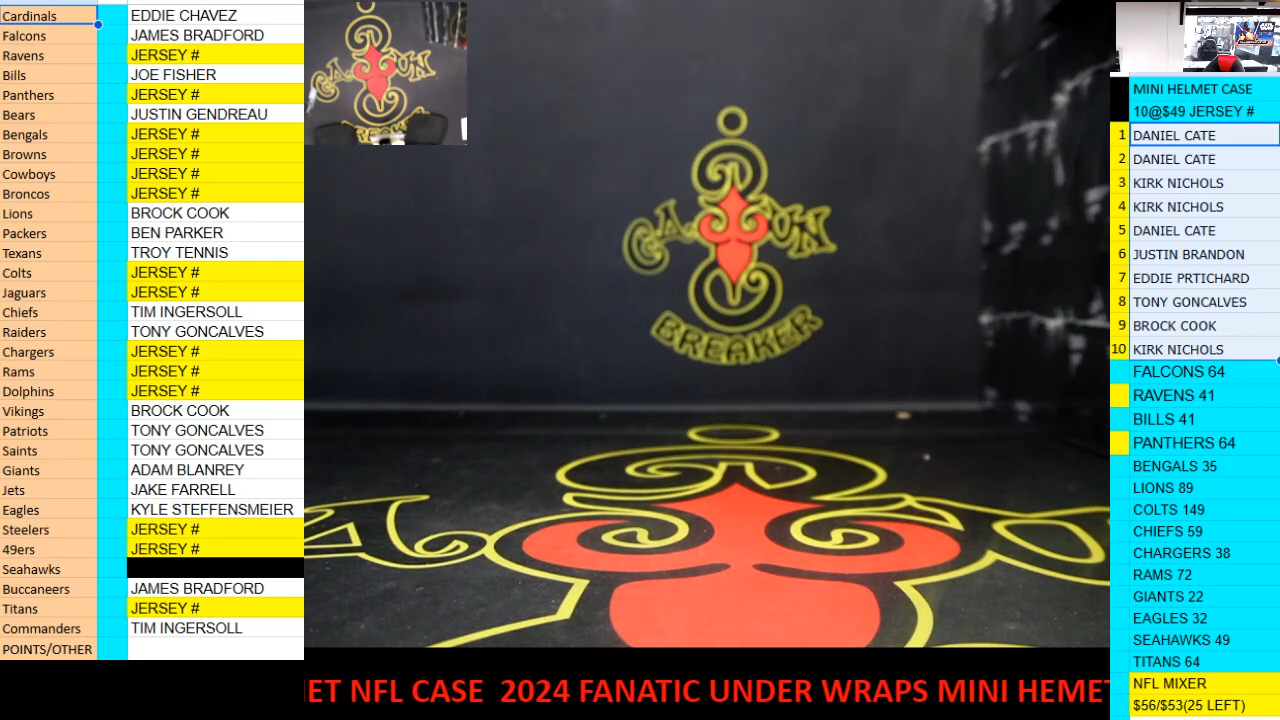 Cardinals EDDIE CHAVEZ
Falcons JAMES BRADFORD
Ravens JERSEY #
Bills JOE FISHER
Panthers JERSEY #
Bears JUSTIN GENDREAU
Bengals JERSEY #
Browns JERSEY #
Cowboys JERSEY #
Broncos JERSEY #
Lions BROCK COOK
Packers BEN PARKER
Texans TROY TENNIS
Colts JERSEY #
Jaguars JERSEY #
Chiefs TIM INGERSOLL
Raiders TONY GONCALVES
Chargers JERSEY #
Rams JERSEY #
Dolphins JERSEY #
Vikings BROCK COOK
Patriots TONY GONCALVES
Saints TONY GONCALVES
Giants ADAM BLANREY
Jets JAKE FARRELL
Eagles KYLE STEFFENSMEIER
Steelers JERSEY #
49ers JERSEY #
Seahawks
Buccaneers JAMES BRADFORD
Titans JERSEY #
Commanders TIM INGERSOLL
POINTS/OTHER
BREAKER
MINI HELMET CASE
10@$49 JERSEY #
1 DANIEL CATE
2 DANIEL CATE
3 KIRK NICHOLS
4 KIRK NICHOLS
5 DANIEL CATE
6 JUSTIN BRANDON
7 EDDIE PRTICHARD
8 TONY GONCALVES
9 BROCK COOK
10 KIRK NICHOLS
FALCONS 64
RAVENS 41
BILLS 41
PANTHERS 64
BENGALS 35
LIONS 89
COLTS 149
CHIEFS 59
CHARGERS 38
RAMS 72
GIANTS 22
EAGLES 32
SEAHAWKS 49
TITANS 64
NFL MIXER
$56/$53(25 LEFT)
ET NFL CASE 2024 FANATIC UNDER WRAPS MINI HEMET